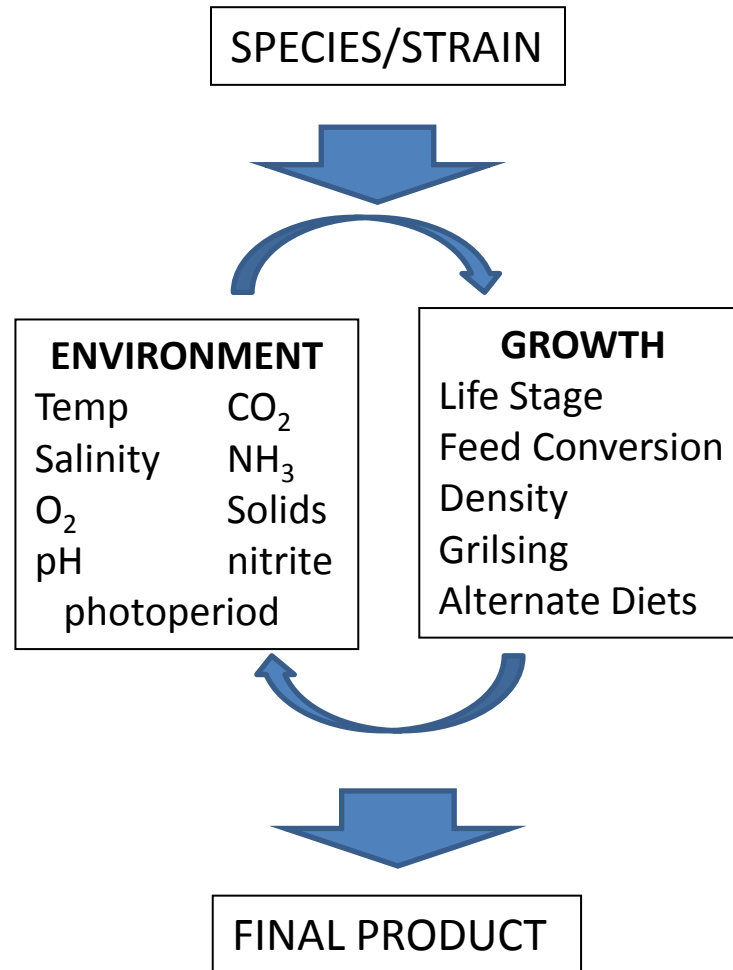 SPECIES/STRAIN
ENVIRONMENT
Temp CO₂
Salinity NH₃
O₂ Solids
pH nitrite
photoperiod
GROWTH
Life Stage
Feed Conversion
Density
Grilsing
Alternate Diets
FINAL PRODUCT